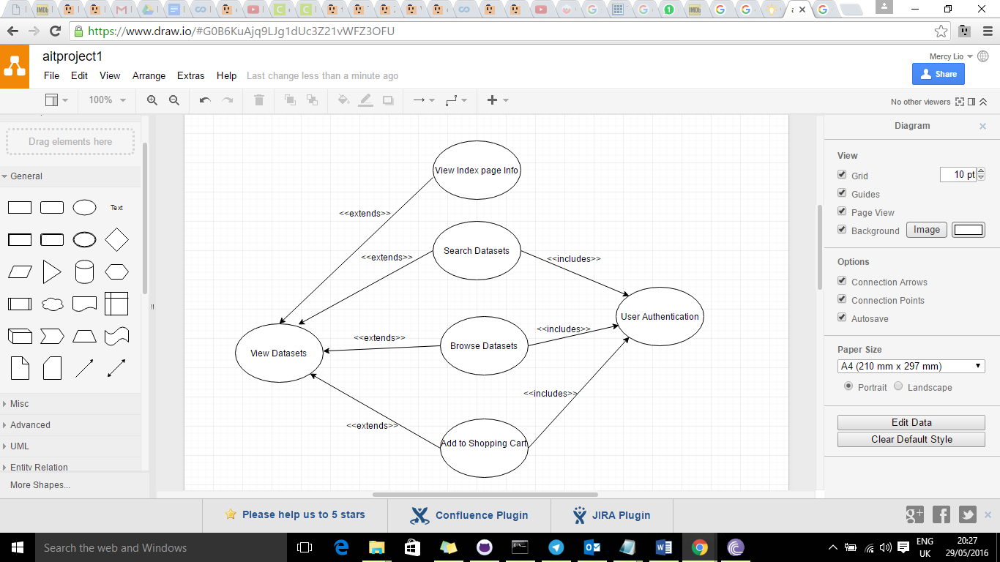 https://www.draw.io/#G0B6KuAjq9LJg1dUc3Z21vWFZ3OFU
aitproject1
Mercy Lio
File Edit View Arrange Extras Help Last change less than a minute ago
Share
100%
No other viewers
Drag elements here
General
Text
Misc
Advanced
UML
Entity Relation
More Shapes...
View Index page Info
<<extends>>
Search Datasets
<<extends>>
<<includes>>
User Authentication
<<includes>>
<<extends>>
Browse Datasets
View Datasets
<<includes>>
<<extends>>
Add to Shopping Cart
Diagram
View
Grid
10 pt
Guides
Page View
Background
Image
Options
Connection Arrows
Connection Points
Autosave
Paper Size
A4 (210 mm x 297 mm)
Portrait Landscape
Edit Data
Clear Default Style
Please help us to 5 stars
Confluence Plugin
JIRA Plugin
Search the web and Windows
ENG
UK
20:27
29/05/2016